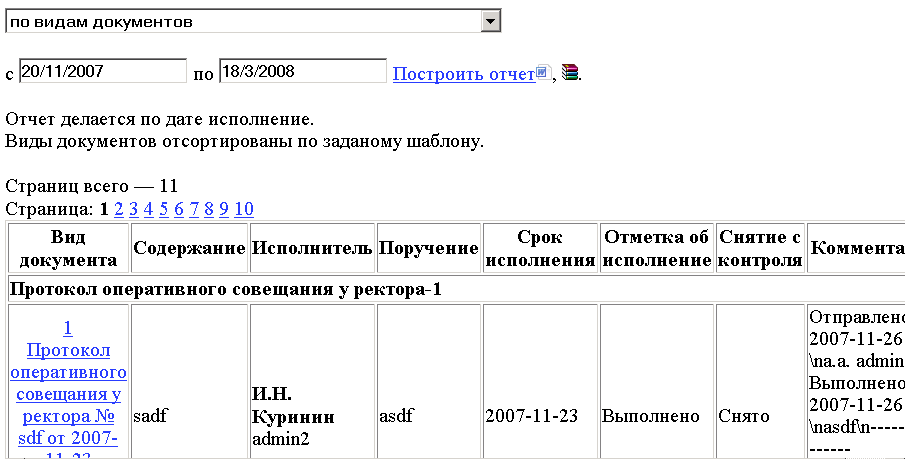 по видам документов
с 20/11/2007 по 18/3/2008 Построить отчет, .
Отчет делается по дате исполнение.
Виды документов отсортированы по заданому шаблону.
Страниц всего — 11
Страница: 1 2 3 4 5 6 7 8 9 10
Вид документа
Содержание
Исполнитель
Поручение
Срок исполнения
Отметка об исполнение
Снятие с контроля
Коммента
Протокол оперативного совещания у ректора-1
1
Протокол
оперативного
совещания у
ректора №
sdf от 2007-
11-23
sadf
И.Н.
Куринин
admin2
asdf
2007-11-23
Выполнено
Снято
Отправлено
2007-11-26
\na.a. admin
Выполнено
2007-11-26
\nasdf\n-----
------